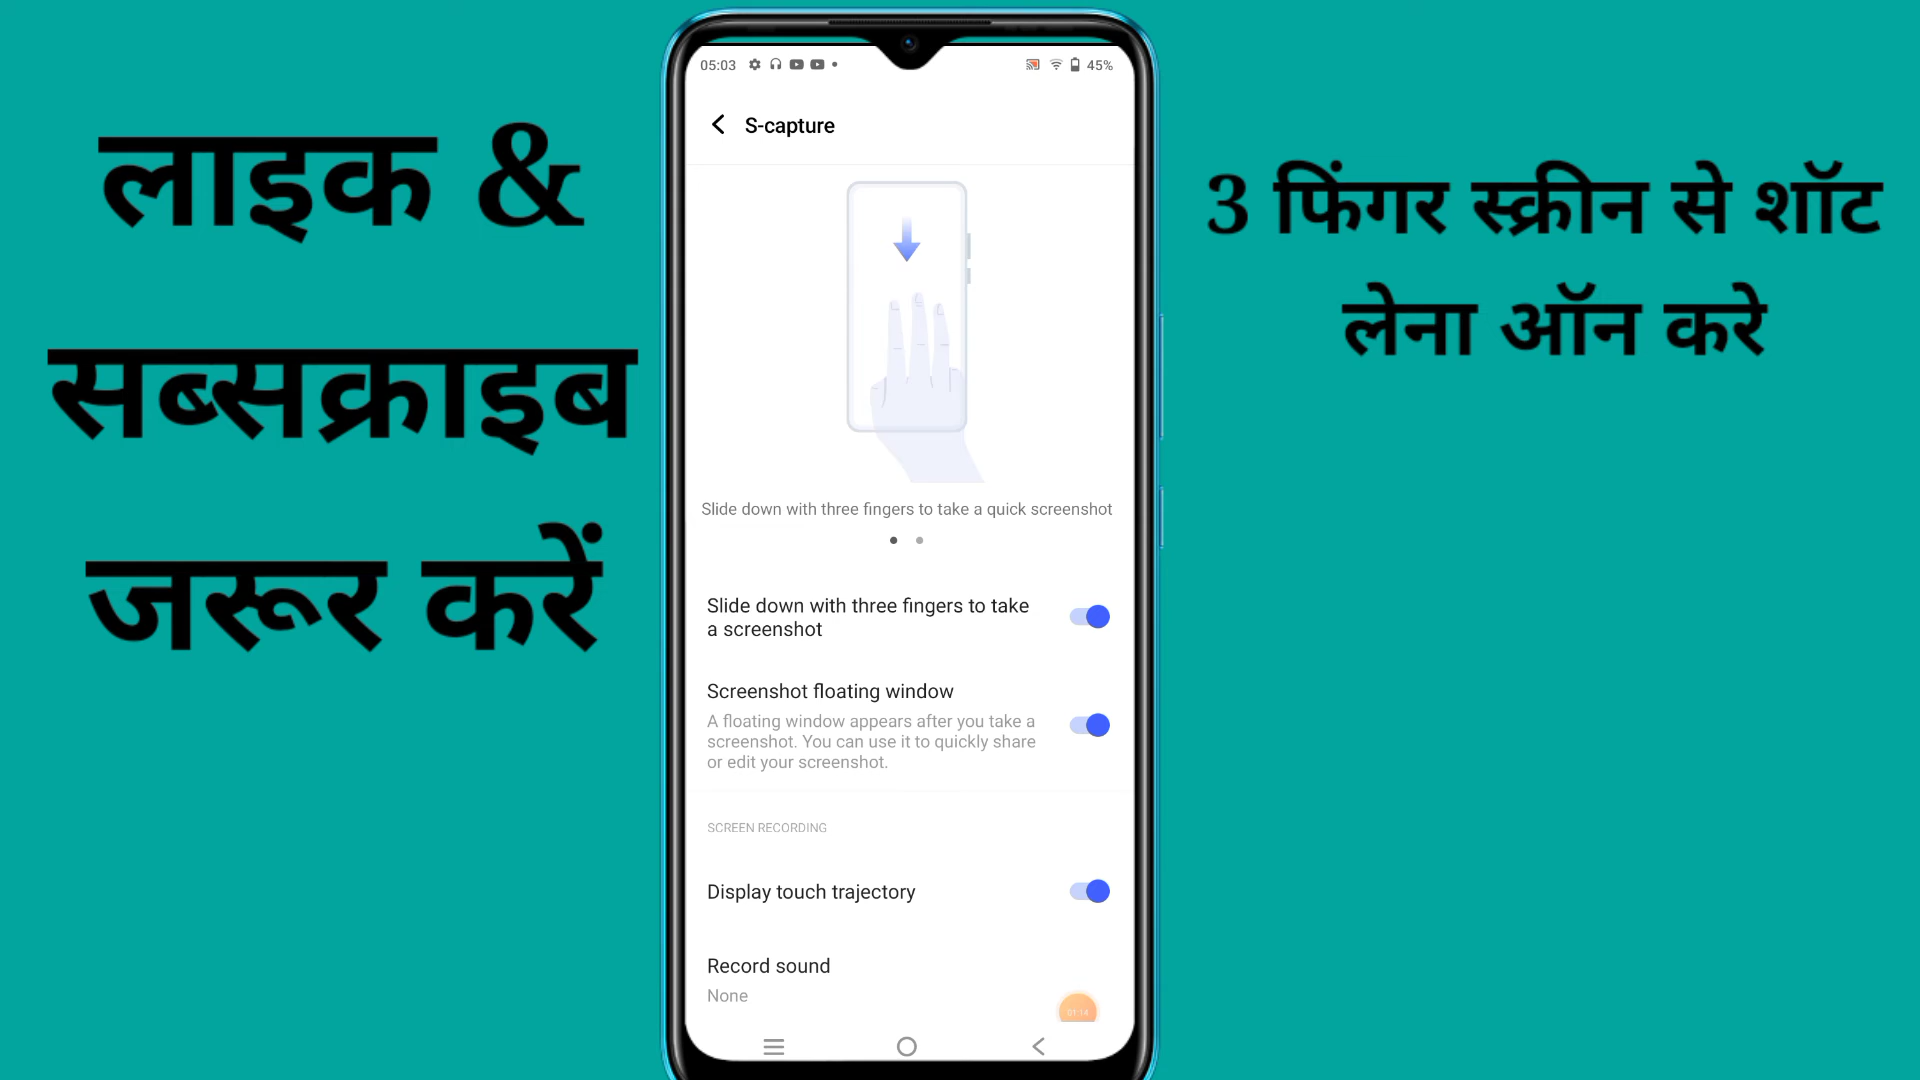 लाइक &
सब्सक्राइब
जरूर करें
05:03
45%
S-capture
Slide down with three fingers to take a quick screenshot
Slide down with three fingers to take
a screenshot
Screenshot floating window
A floating window appears after you take a
screenshot. You can use it to quickly share
or edit your screenshot.
SCREEN RECORDING
Display touch trajectory
Record sound
None
01:14
3 फिंगर स्क्रीन से शॉट
लेना ऑन करे